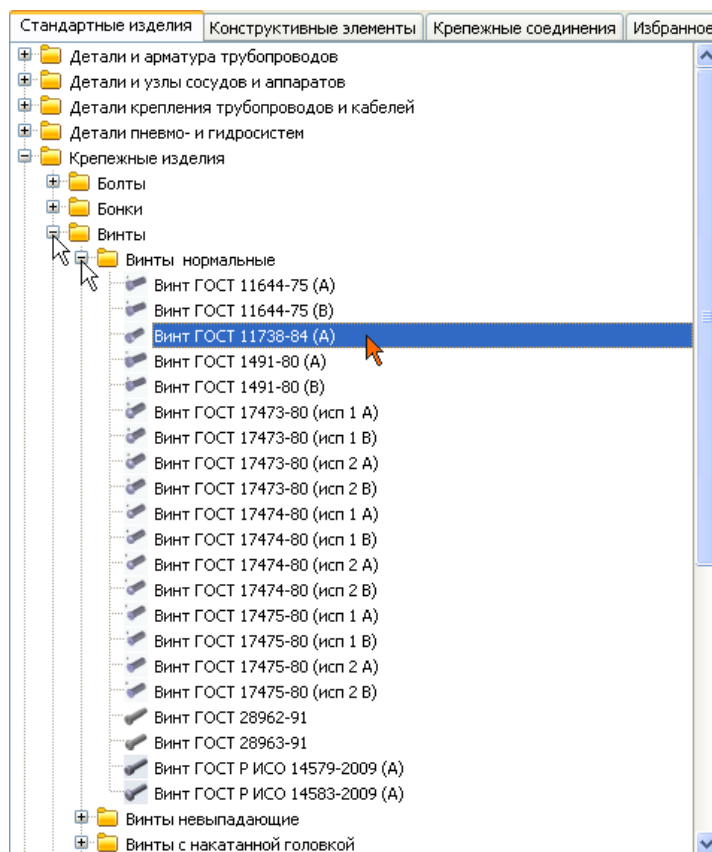 Стандартные изделия Конструктивные элементы Крепежные соединения Избранное
Детали и арматура трубопроводов
Детали и узлы сосудов и аппаратов
Детали крепления трубопроводов и кабелей
Детали пневмо- и гидросистем
Крепежные изделия
Болты
Бонки
Винты
Винты нормальные
Винт ГОСТ 11644-75 (А)
Винт ГОСТ 11644-75 (В)
Винт ГОСТ 11738-84 (А)
Винт ГОСТ 1491-80 (А)
Винт ГОСТ 1491-80 (В)
Винт ГОСТ 17473-80 (исп 1 А)
Винт ГОСТ 17473-80 (исп 1 В)
Винт ГОСТ 17473-80 (исп 2 А)
Винт ГОСТ 17473-80 (исп 2 В)
Винт ГОСТ 17474-80 (исп 1 А)
Винт ГОСТ 17474-80 (исп 1 В)
Винт ГОСТ 17474-80 (исп 2 А)
Винт ГОСТ 17474-80 (исп 2 В)
Винт ГОСТ 17475-80 (исп 1 А)
Винт ГОСТ 17475-80 (исп 1 В)
Винт ГОСТ 17475-80 (исп 2 А)
Винт ГОСТ 17475-80 (исп 2 В)
Винт ГОСТ 28962-91
Винт ГОСТ 28963-91
Винт ГОСТ Р ИСО 14579-2009 (А)
Винт ГОСТ Р ИСО 14583-2009 (А)
Винты невыпадающие
Винты с накатанной головкой